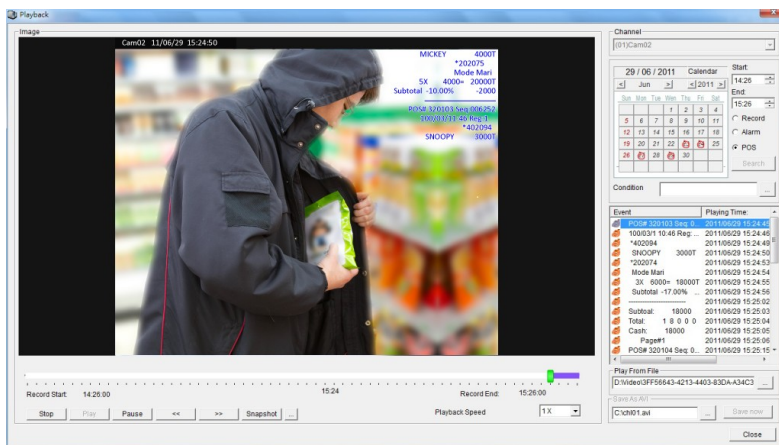 Playback
Image
Cam02 11/06/29 15:24:50
MICKEY 4000T
*202075
Mode Mari
5X 4000= 20000T
Subtotal -10.00% -2000
POS# 320103 Seq 006252
100/03/11:46 Reg 1
*402094
SNOOPY 3000T
Record Start: 14:26:00
15:24
Record End: 15:26:00
Stop
Play
Pause
<<
>>
Snapshot
...
Playback Speed
1 X
Channel
(01)Cam02
29 / 06 / 2011 Calendar
< Jun > < 2011 >
Sun Mon Tue Wen Thu Fri Sat
1 2 3 4
5 6 7 8 9 10 11
12 13 14 15 16 17 18
19 20 21 22 23 24 25
26 27 28 29 30
Start:
14:26
End:
15:26
Record
Alarm
POS
Search
Condition
...
Event Playing Time:
POS# 320103 Seq: 0... 2011/06/29 15:24:45
100/03/1 10:46 Reg: ... 2011/06/29 15:24:46
*402094 2011/06/29 15:24:49
SNOOPY 3000T 2011/06/29 15:24:50
*202074 2011/06/29 15:24:53
Mode Mari 2011/06/29 15:24:54
3X 6000= 18000T 2011/06/29 15:24:55
Subtotal -17.00% ... 2011/06/29 15:24:56
2011/06/29 15:25:02
Subtoal: 18000 2011/06/29 15:25:03
Total: 1 8 0 0 0 2011/06/29 15:25:04
Cash: 18000 2011/06/29 15:25:05
Page#1 2011/06/29 15:25:06
POS# 320104 Seq: 0... 2011/06/29 15:25:15
Play From File
D:\Video\3FF56643-4213-4403-83DA-A34C3
...
Save As AVI
C:\chl01.avi
...
Save now
Close